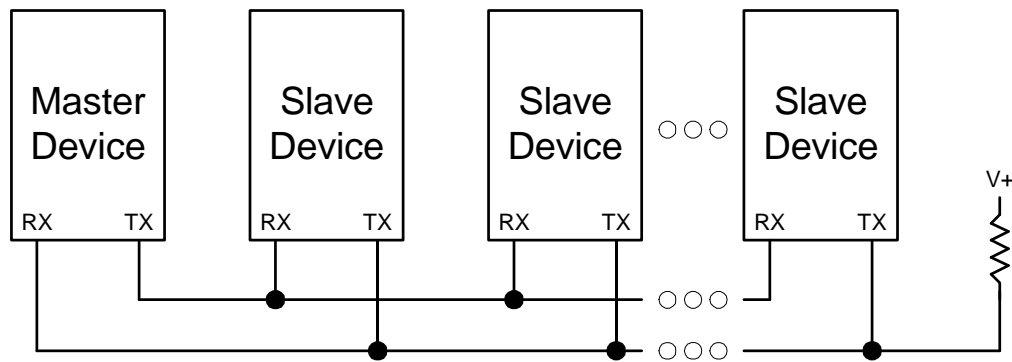 Master
Device
Slave
Device
Slave
Device
Slave
Device
V+
RX TX
RX TX
RX TX
RX TX